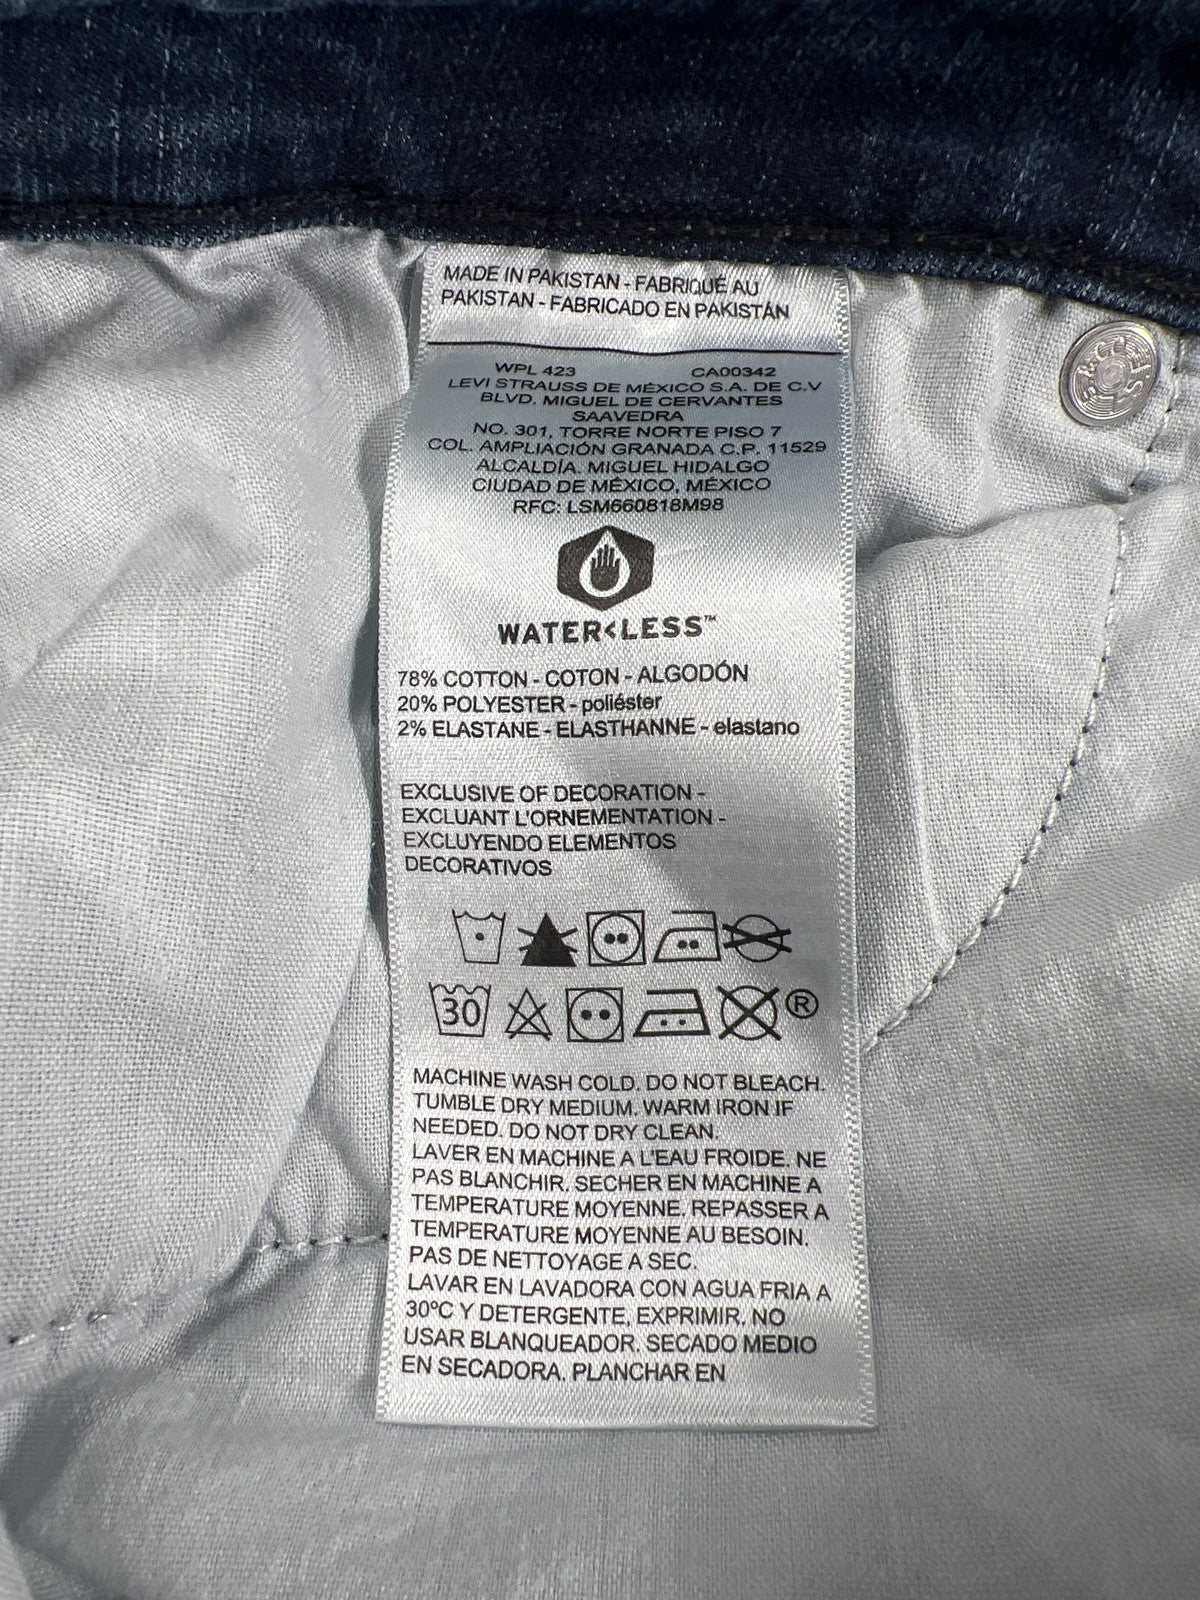 MADE IN PAKISTAN - FABRIQUÉ AU
PAKISTAN - FABRICADO EN PAKISTÁN
WPL 423 CA00342
LEVI STRAUSS DE MÉXICO S.A. DE C.V
BLVD. MIGUEL DE CERVANTES
SAAVEDRA
NO. 301, TORRE NORTE PISO 7
COL. AMPLIACIÓN GRANADA C.P. 11529
ALCALDÍA. MIGUEL HIDALGO
CIUDAD DE MÉXICO, MÉXICO
RFC: LSM660818M98
WATER<LESS™
78% COTTON - COTON - ALGODÓN
20% POLYESTER - poliéster
2% ELASTANE - ELASTHANNE - elastano
EXCLUSIVE OF DECORATION -
EXCLUANT L'ORNEMENTATION -
EXCLUYENDO ELEMENTOS
DECORATIVOS
30 ®
MACHINE WASH COLD. DO NOT BLEACH.
TUMBLE DRY MEDIUM. WARM IRON IF
NEEDED. DO NOT DRY CLEAN.
LAVER EN MACHINE A L'EAU FROIDE. NE
PAS BLANCHIR. SECHER EN MACHINE A
TEMPERATURE MOYENNE. REPASSER A
TEMPERATURE MOYENNE AU BESOIN.
PAS DE NETTOYAGE A SEC.
LAVAR EN LAVADORA CON AGUA FRIA A
30ºC Y DETERGENTE, EXPRIMIR. NO
USAR BLANQUEADOR. SECADO MEDIO
EN SECADORA. PLANCHAR EN